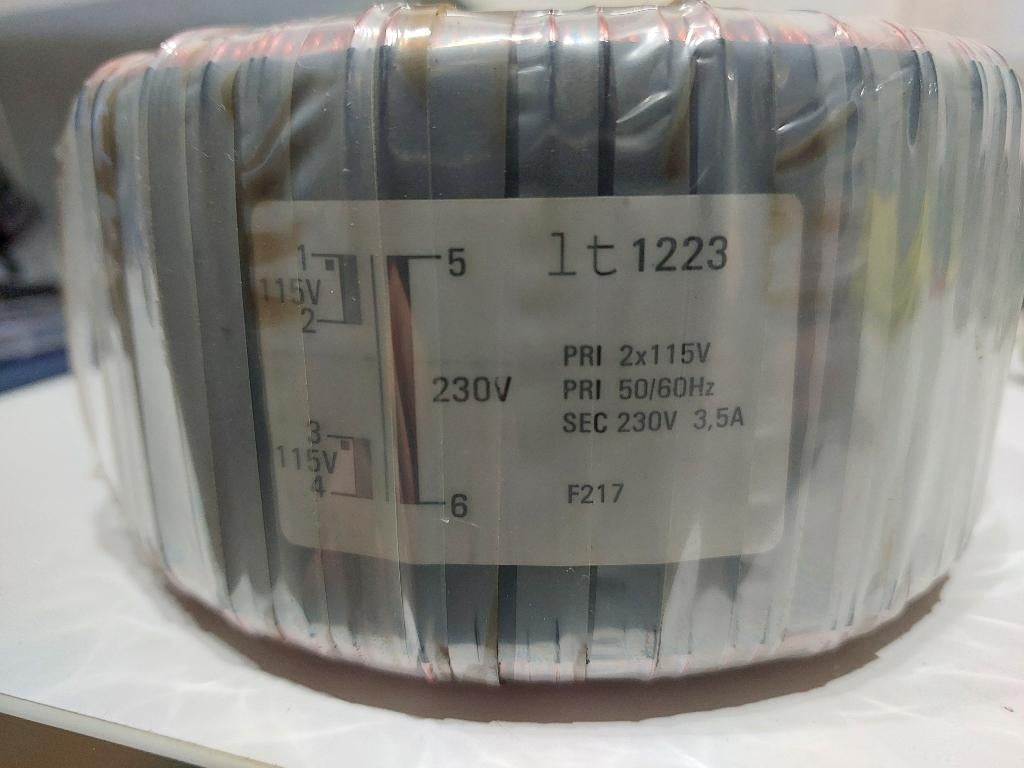 lt 1223
1
115V
2
3
115V
4
5
230V
6
PRI 2x115V
PRI 50/60Hz
SEC 230V 3,5A
F217